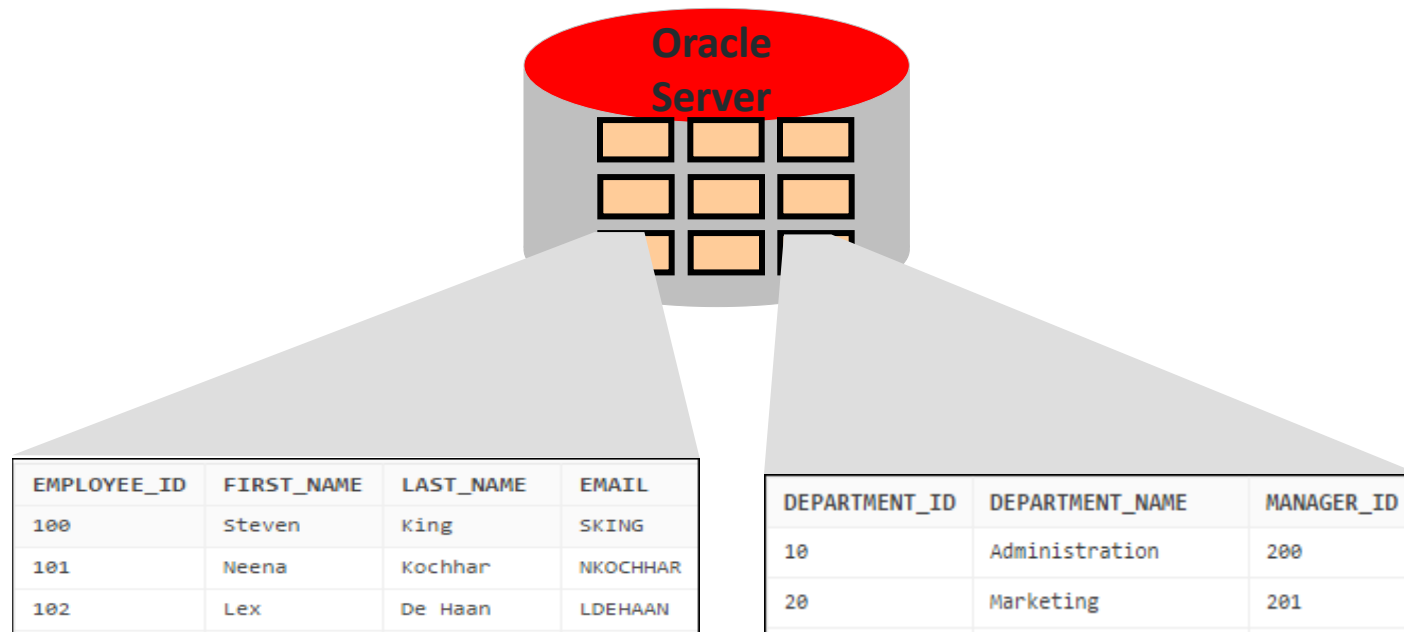 Oracle
Server
EMPLOYEE_ID FIRST_NAME LAST_NAME EMAIL
100 Steven King SKING
101 Neena Kochhar NKOCHHAR
102 Lex De Haan LDEHAAN
DEPARTMENT_ID DEPARTMENT_NAME MANAGER_ID
10 Administration 200
20 Marketing 201